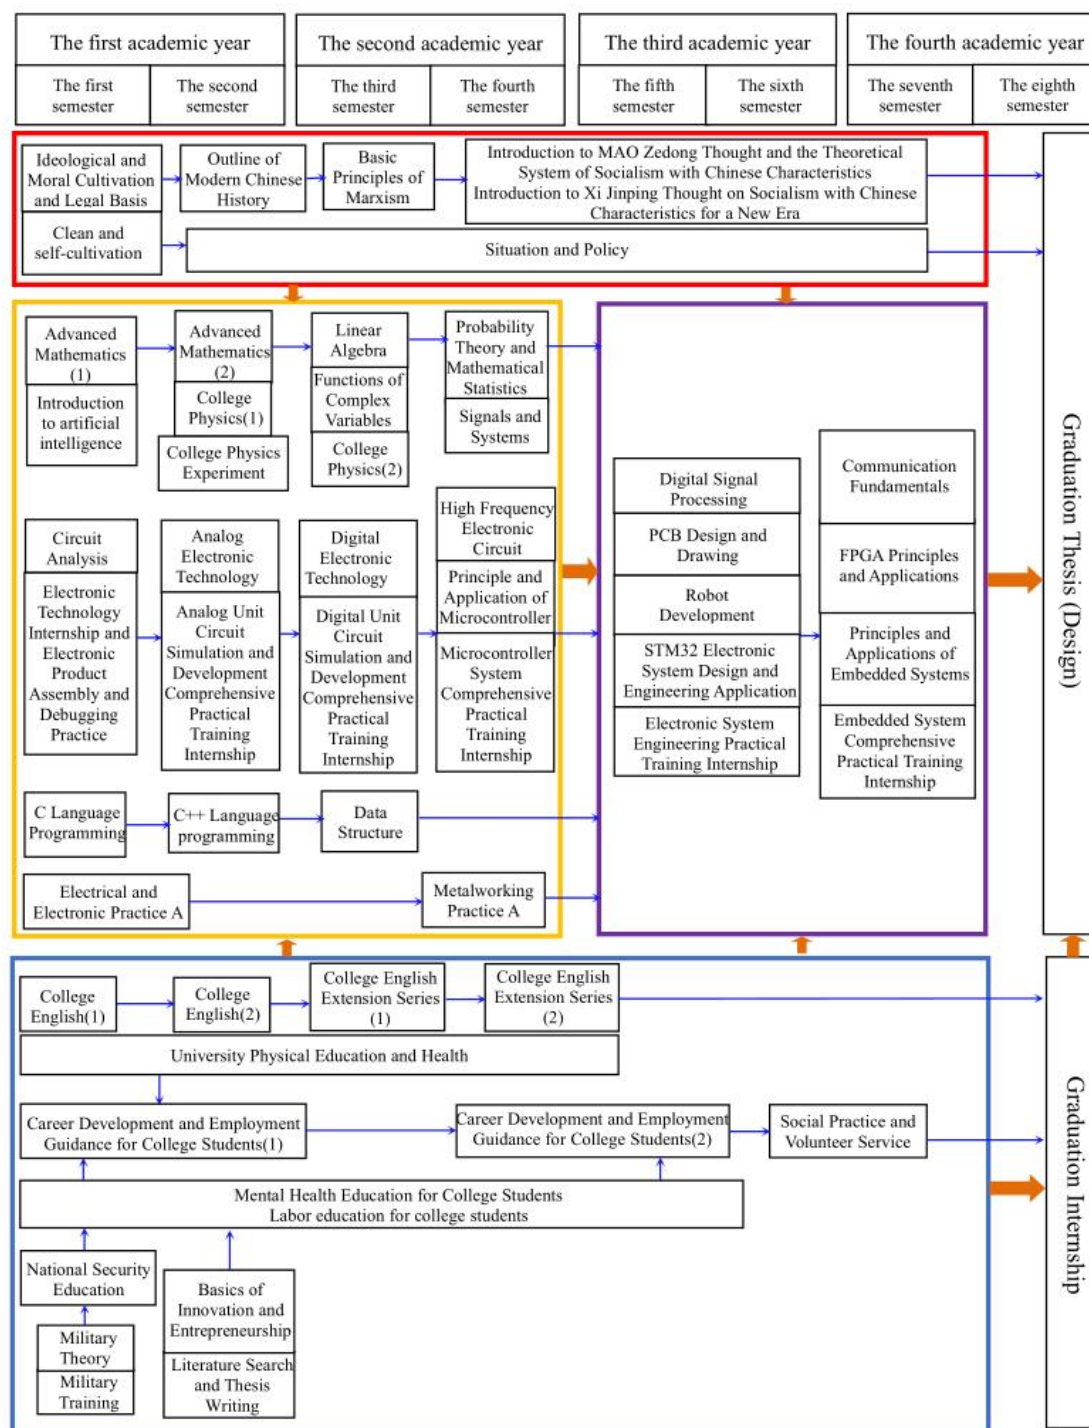 The first academic year
The second academic year
The third academic year
The fourth academic year
The first
semester
The second
semester
The third
semester
The fourth
semester
The fifth
semester
The sixth
semester
The seventh
semester
The eighth
semester
Ideological and
Moral Cultivation
and Legal Basis
Outline of
Modern Chinese
History
Basic
Principles of
Marxism
Introduction to MAO Zedong Thought and the Theoretical
System of Socialism with Chinese Characteristics
Introduction to Xi Jinping Thought on Socialism with Chinese
Characteristics for a New Era
Clean and
self-cultivation
Situation and Policy
Advanced
Mathematics
(1)
Introduction
to artificial
intelligence
Advanced
Mathematics
(2)
College
Physics(1)
College Physics
Experiment
Linear
Algebra
Functions of
Complex
Variables
College
Physics(2)
Probability
Theory and
Mathematical
Statistics
Signals and
Systems
Circuit
Analysis
Electronic
Technology
Internship and
Electronic
Product
Assembly and
Debugging
Practice
Analog
Electronic
Technology
Analog Unit
Circuit
Simulation and
Development
Comprehensive
Practical
Training
Internship
Digital
Electronic
Technology
Digital Unit
Circuit
Simulation and
Development
Comprehensive
Practical
Training
Internship
High Frequency
Electronic
Circuit
Principle and
Application of
Microcontroller
Microcontroller
System
Comprehensive
Practical
Training
Internship
C Language
Programming
C++ Language
programming
Data
Structure
Electrical and
Electronic Practice A
Metalworking
Practice A
Digital Signal
Processing
PCB Design and
Drawing
Robot
Development
STM32 Electronic
System Design and
Engineering Application
Electronic System
Engineering Practical
Training Internship
Communication
Fundamentals
FPGA Principles
and Applications
Principles and
Applications of
Embedded Systems
Embedded System
Comprehensive
Practical Training
Internship
Graduation Thesis (Design)
College
English(1)
College
English(2)
College English
Extension Series
(1)
College English
Extension Series
(2)
University Physical Education and Health
Career Development and Employment
Guidance for College Students(1)
Career Development and Employment
Guidance for College Students(2)
Social Practice and
Volunteer Service
Mental Health Education for College Students
Labor education for college students
National Security
Education
Military
Theory
Military
Training
Basics of
Innovation and
Entrepreneurship
Literature Search
and Thesis
Writing
Graduation Internship